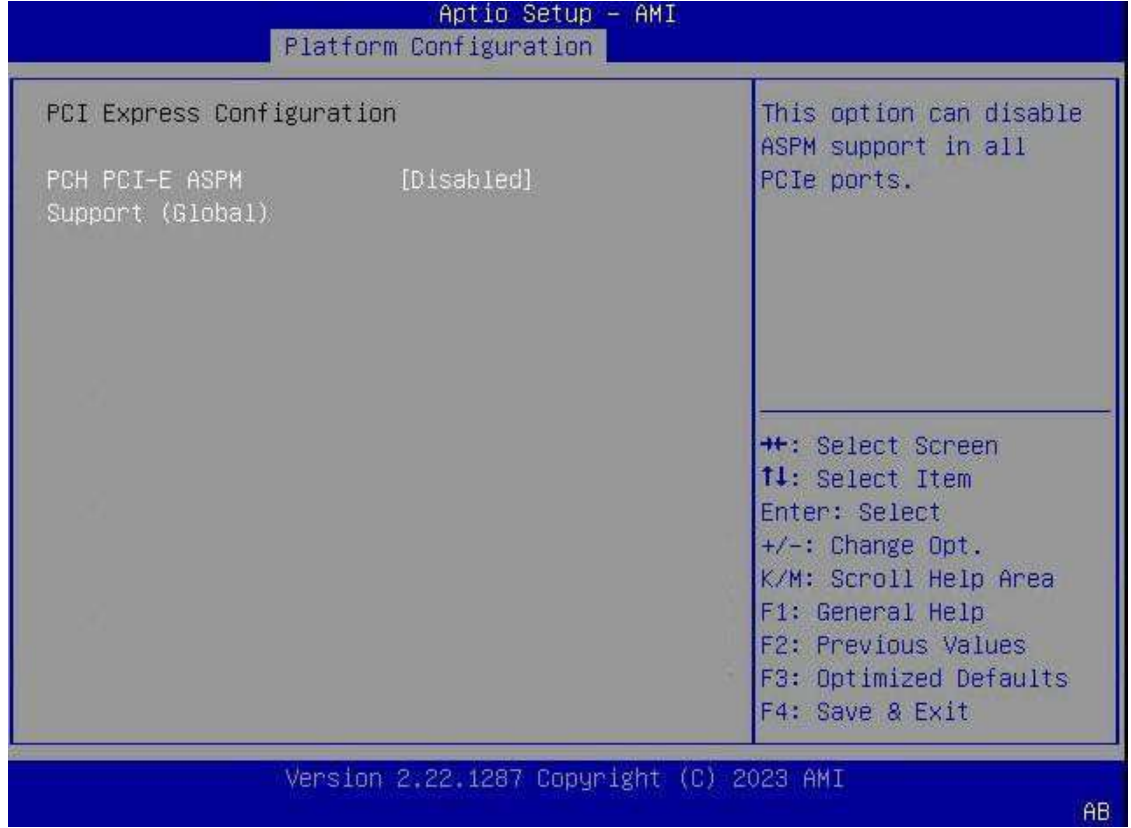 Aptio Setup – AMI
Platform Configuration
PCI Express Configuration
PCH PCI-E ASPM [Disabled]
Support (Global)
This option can disable
ASPM support in all
PCIe ports.
→←: Select Screen
↑↓: Select Item
Enter: Select
+/-: Change Opt.
K/M: Scroll Help Area
F1: General Help
F2: Previous Values
F3: Optimized Defaults
F4: Save & Exit
Version 2.22.1287 Copyright (C) 2023 AMI
AB